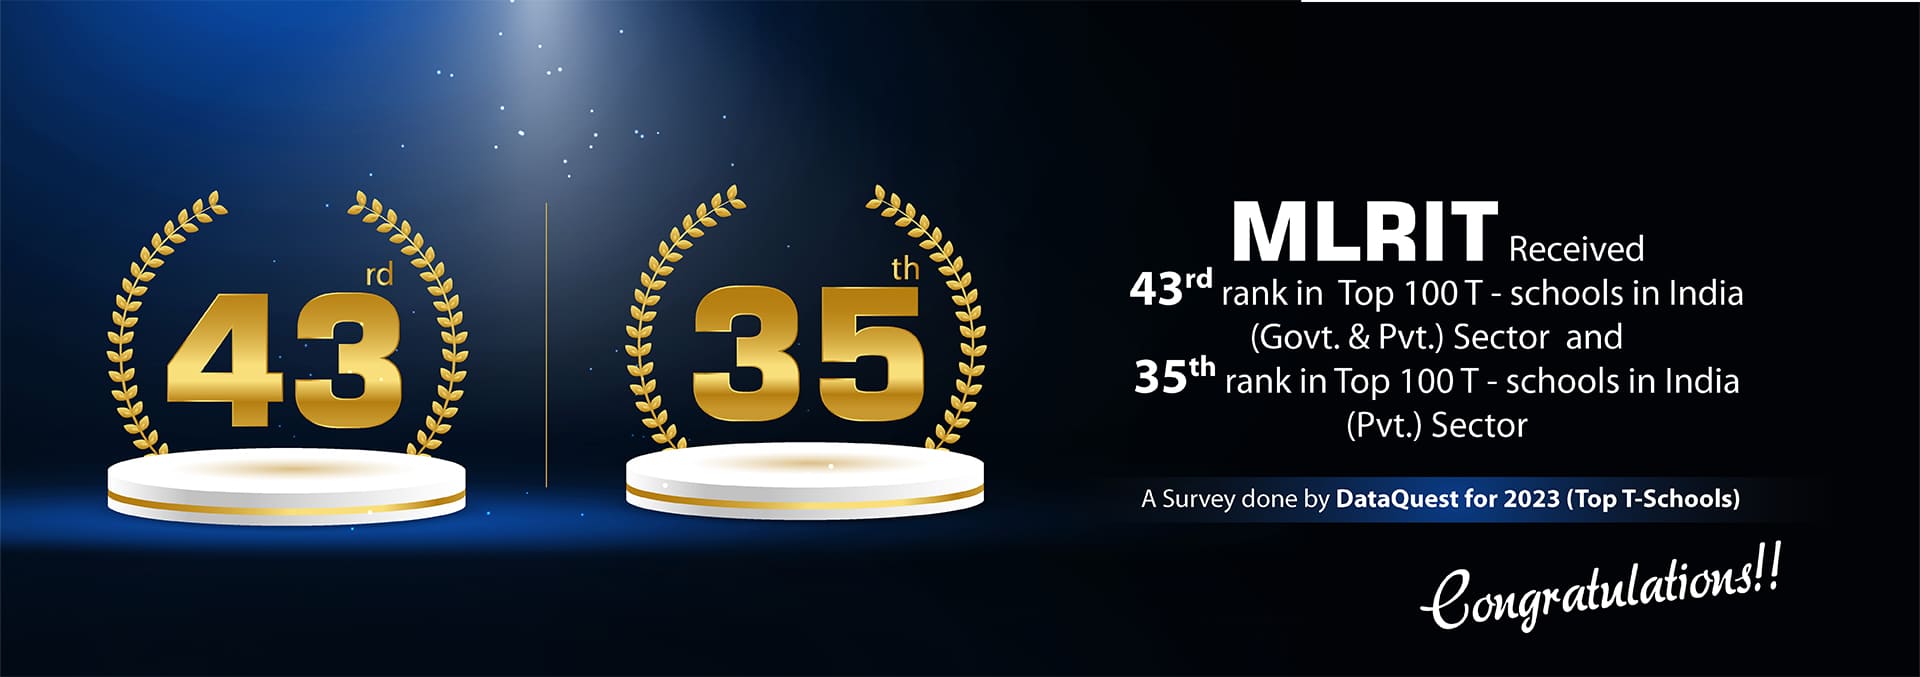 43rd
35th
MLRIT Received
43rd rank in Top 100 T - schools in India
(Govt. & Pvt.) Sector and
35th rank in Top 100 T - schools in India
(Pvt.) Sector
A Survey done by DataQuest for 2023 (Top T-Schools)
Congratulations!!